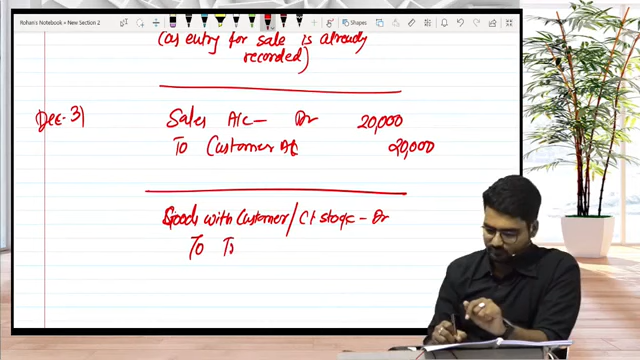 Rohan's Notebook • New Section 2
(as entry for sale is already
recorded)
Dec-31
Sales A/c - Dr 20,000
To Customer A/c 20,000
Goods with Customer/Cl stock - Dr
To Tr